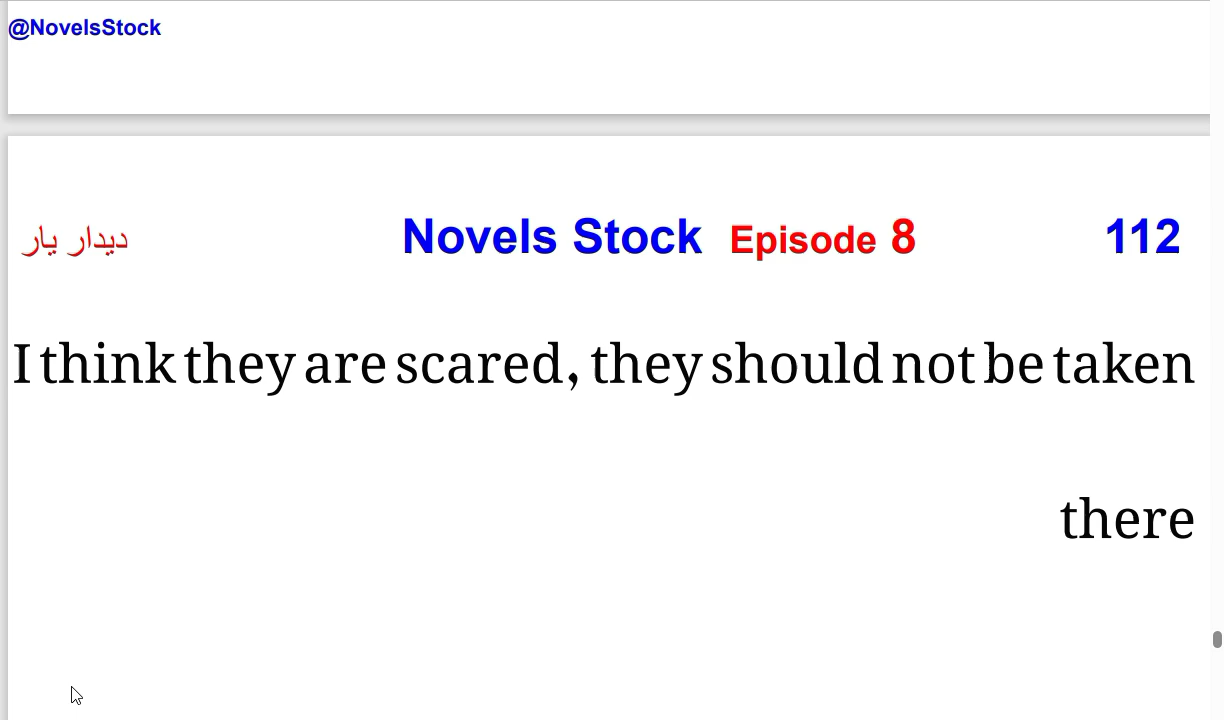 @NovelsStock
دیدار یار Novels Stock Episode 8 112
I think they are scared, they should not be taken
there